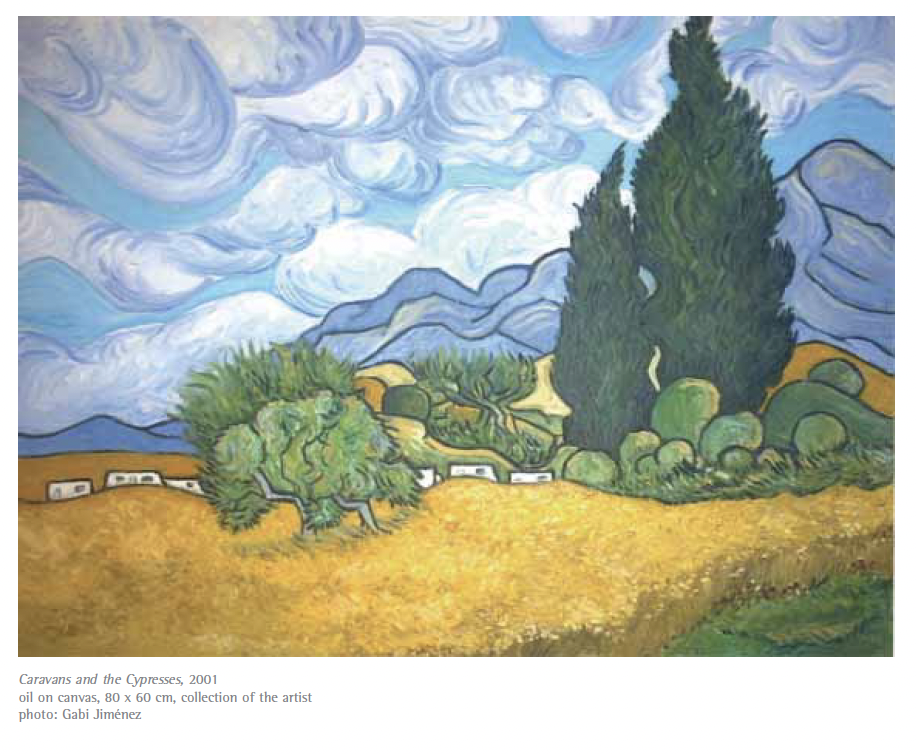 Caravans and the Cypresses, 2001
oil on canvas, 80 x 60 cm, collection of the artist
photo: Gabi Jiménez